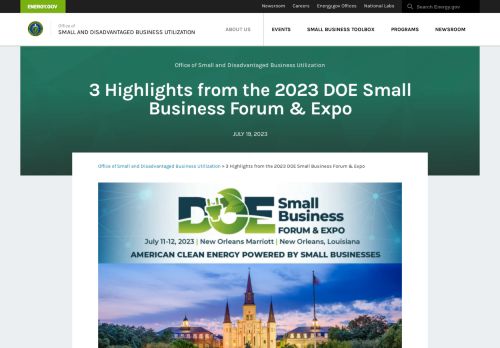 ENERGY.GOV
Newsroom Careers Energy.gov Offices National Labs Search Energy.gov
Office of
SMALL AND DISADVANTAGED BUSINESS UTILIZATION
ABOUT US EVENTS SMALL BUSINESS TOOLBOX PROGRAMS NEWSROOM
Office of Small and Disadvantaged Business Utilization
3 Highlights from the 2023 DOE Small
Business Forum & Expo
JULY 19, 2023
Office of Small and Disadvantaged Business Utilization > 3 Highlights from the 2023 DOE Small Business Forum & Expo
DOE Small
Business
FORUM & EXPO
July 11-12, 2023 | New Orleans Marriott | New Orleans, Louisiana
AMERICAN CLEAN ENERGY POWERED BY SMALL BUSINESSES